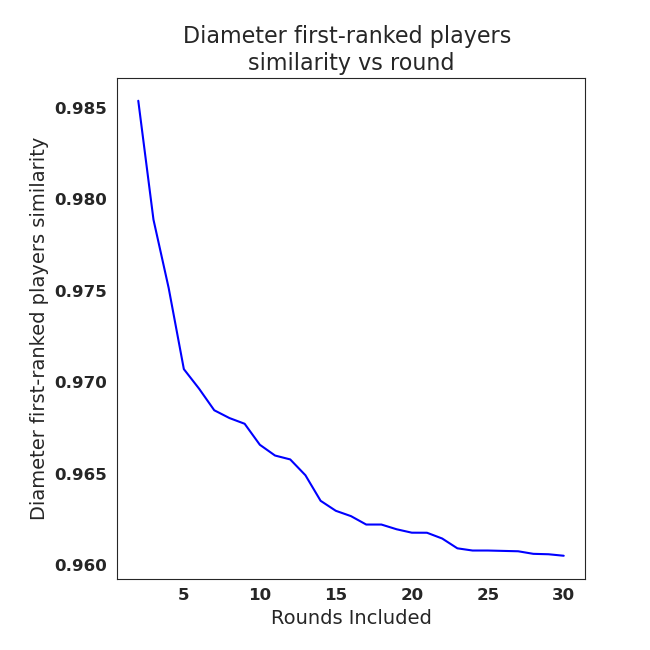 Diameter first-ranked players
similarity vs round
Diameter first-ranked players similarity
0.985
0.980
0.975
0.970
0.965
0.960
5 10 15 20 25 30
Rounds Included